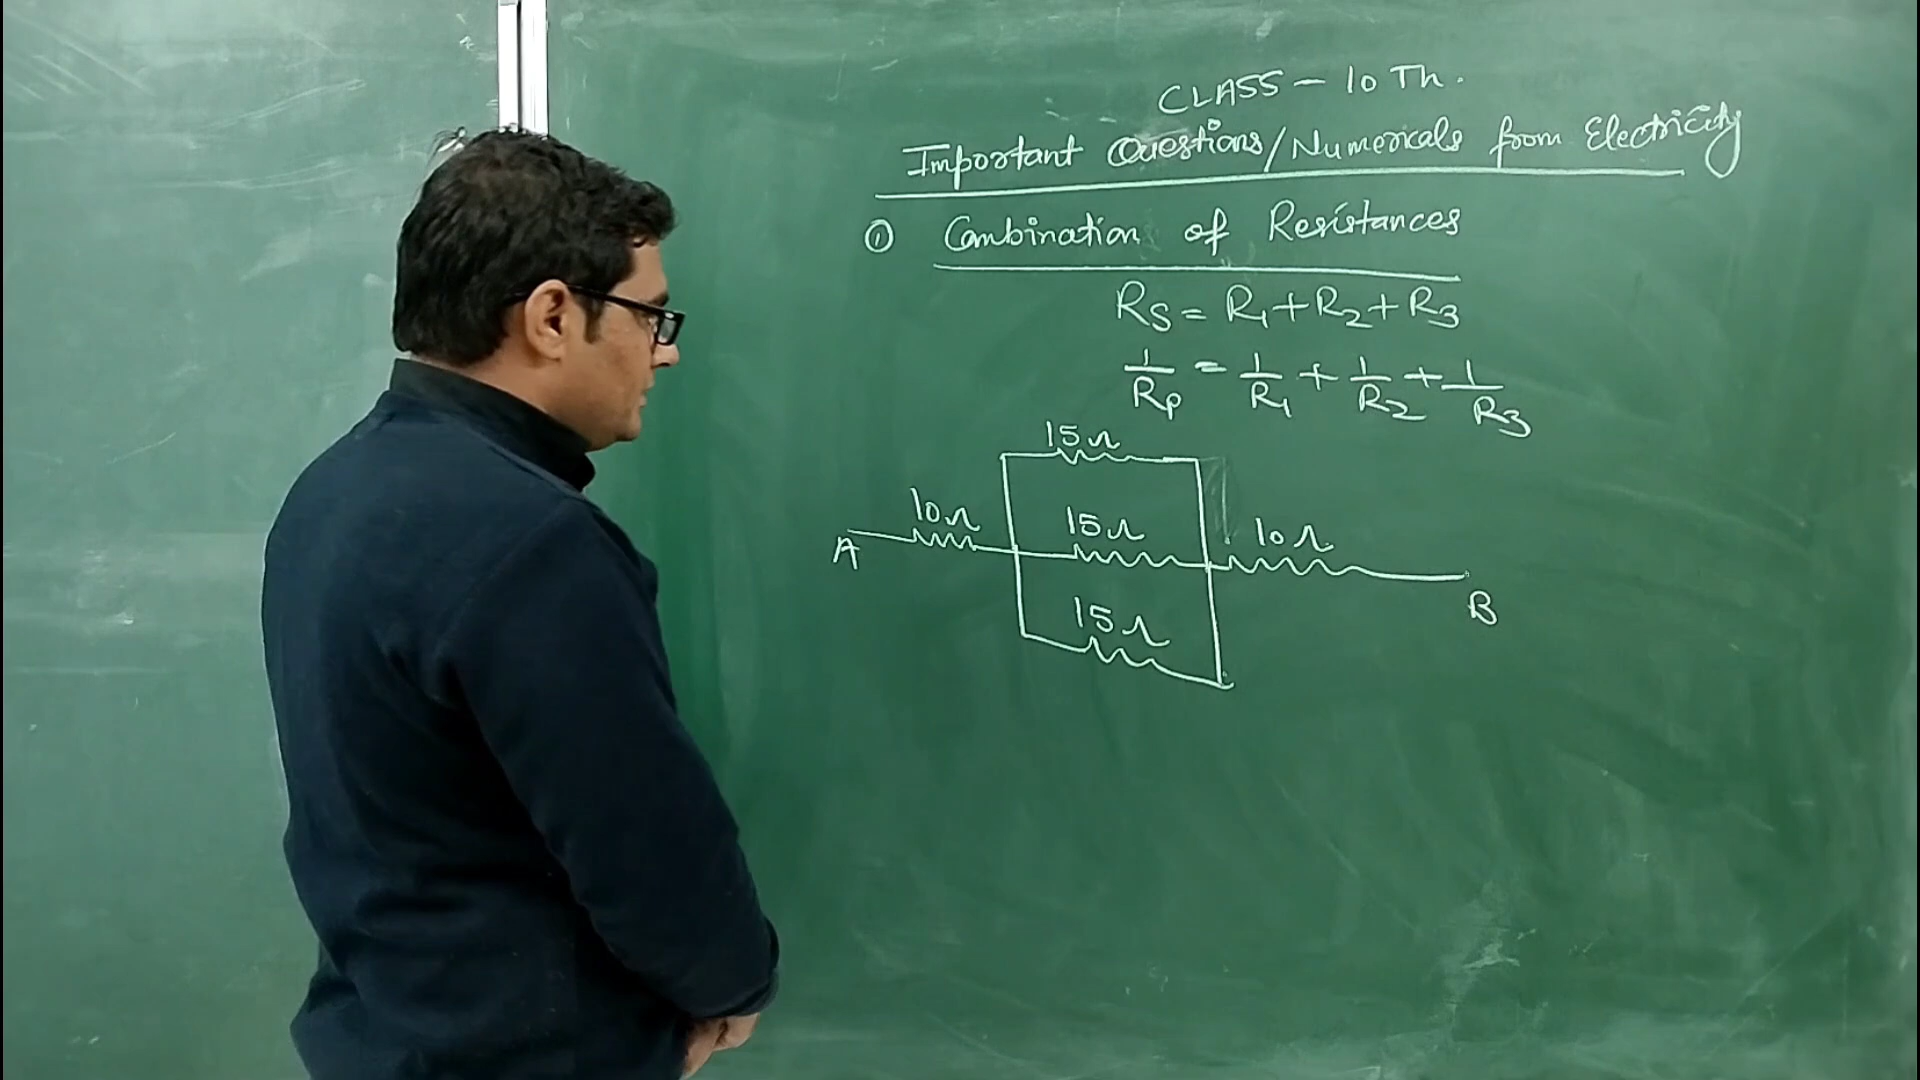 CLASS - 10 Th.
Important Questions/Numericals from Electricity
① Combination of Resistances
RS = R1 + R2 + R3
1/RP = 1/R1 + 1/R2 + 1/R3
15Ω
10Ω 15Ω 10Ω
A B
15Ω